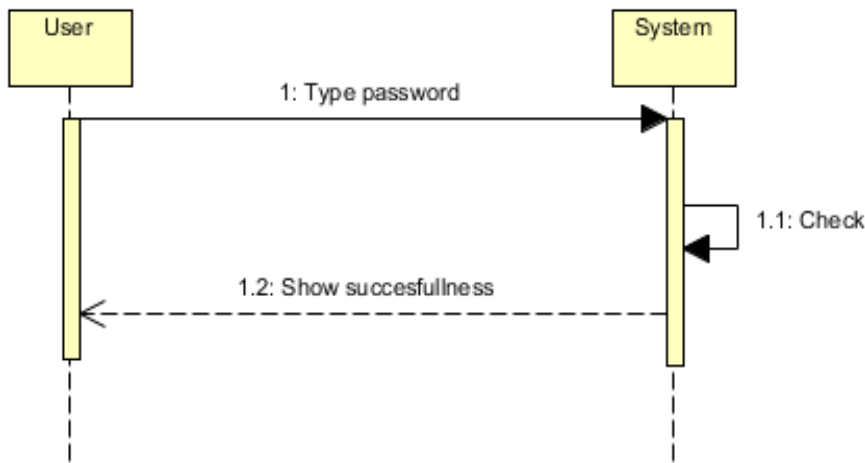 User
System
1: Type password
1.1: Check
1.2: Show succesfullness